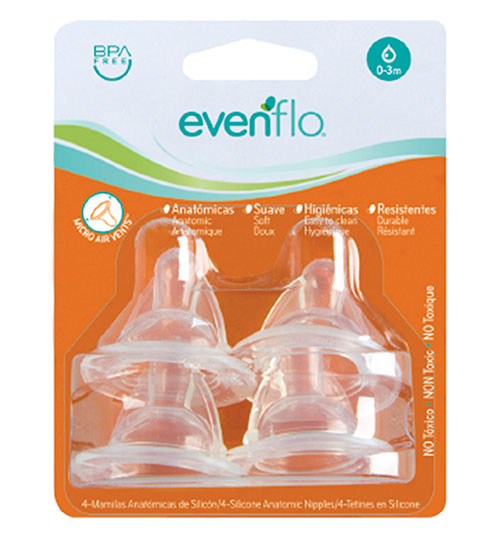 BPA
FREE
0-3m
evenflo®
MICRO AIR VENTS™
Anatómicas
Anatomic
Anatomique
Suave
Soft
Doux
Higiénicas
Easy to clean
Hygiénique
Resistentes
Durable
Résistant
NO Tóxico • NON Toxic • NO Toxique
4-Mamilas Anatómicas de Silicón/4-Silicone Anatomic Nipples/4-Tetines en Silicone